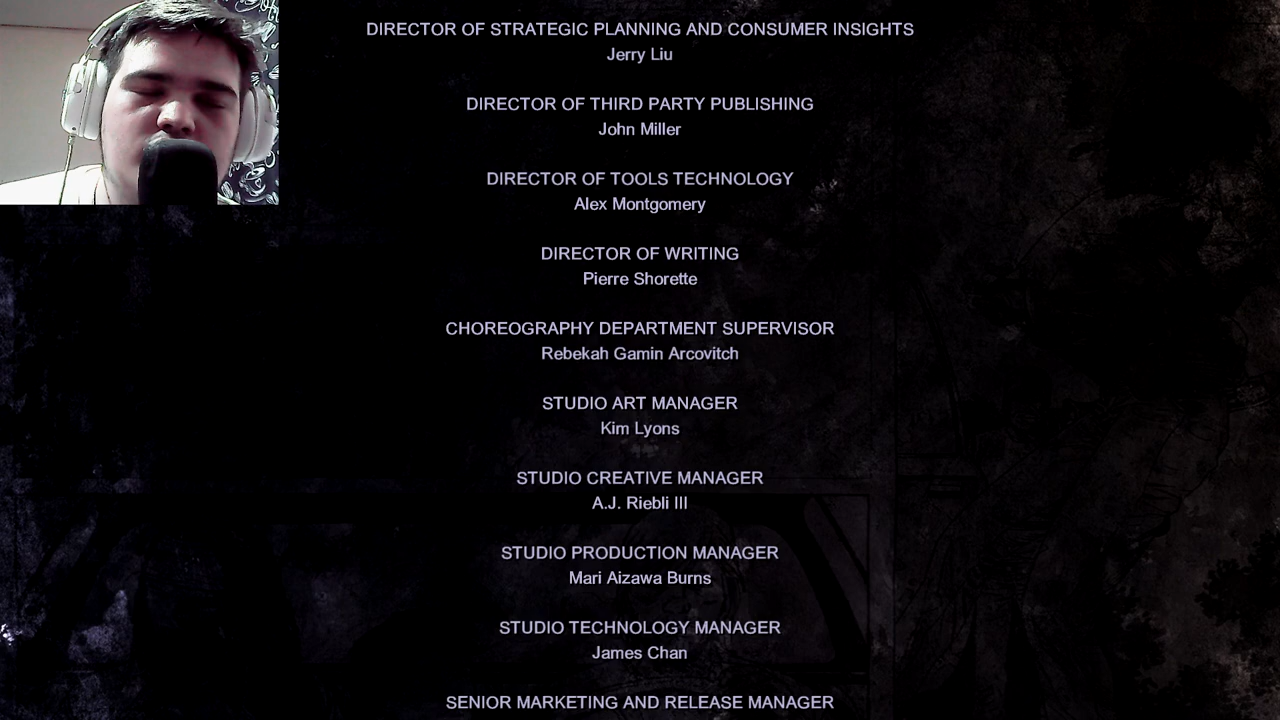 DIRECTOR OF STRATEGIC PLANNING AND CONSUMER INSIGHTS
Jerry Liu
DIRECTOR OF THIRD PARTY PUBLISHING
John Miller
DIRECTOR OF TOOLS TECHNOLOGY
Alex Montgomery
DIRECTOR OF WRITING
Pierre Shorette
CHOREOGRAPHY DEPARTMENT SUPERVISOR
Rebekah Gamin Arcovitch
STUDIO ART MANAGER
Kim Lyons
STUDIO CREATIVE MANAGER
A.J. Riebli III
STUDIO PRODUCTION MANAGER
Mari Aizawa Burns
STUDIO TECHNOLOGY MANAGER
James Chan
SENIOR MARKETING AND RELEASE MANAGER